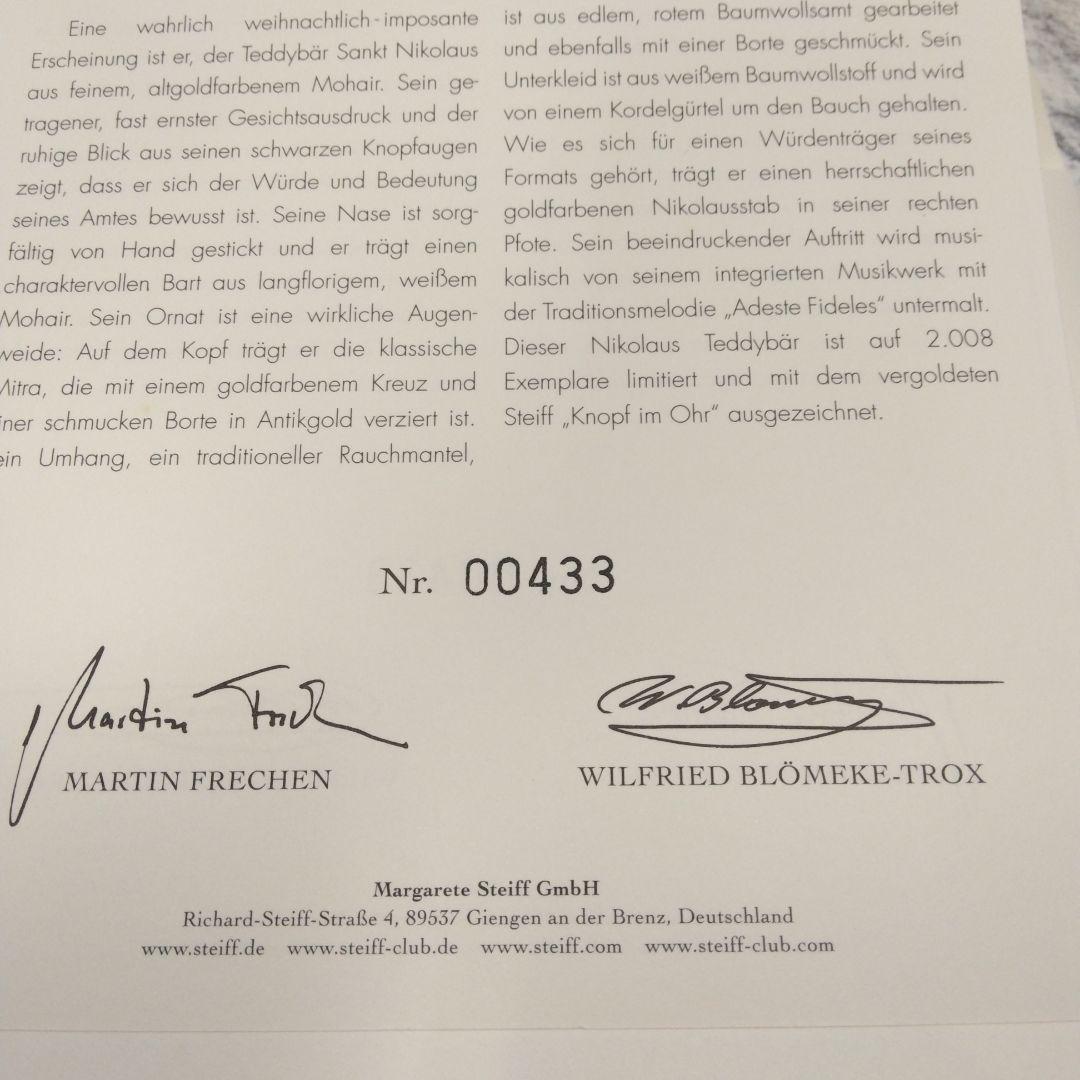 Eine wahrlich weihnachtlich-imposante
Erscheinung ist er, der Teddybär Sankt Nikolaus
aus feinem, altgoldfarbenem Mohair. Sein ge-
tragener, fast ernster Gesichtsausdruck und der
ruhige Blick aus seinen schwarzen Knopfaugen
zeigt, dass er sich der Würde und Bedeutung
seines Amtes bewusst ist. Seine Nase ist sorg-
fältig von Hand gestickt und er trägt einen
charaktervollen Bart aus langflorigem, weißem
Mohair. Sein Ornat ist eine wirkliche Augen-
weide: Auf dem Kopf trägt er die klassische
Mitra, die mit einem goldfarbenem Kreuz und
iner schmucken Borte in Antikgold verziert ist.
ein Umhang, ein traditioneller Rauchmantel,
ist aus edlem, rotem Baumwollsamt gearbeitet
und ebenfalls mit einer Borte geschmückt. Sein
Unterkleid ist aus weißem Baumwollstoff und wird
von einem Kordelgürtel um den Bauch gehalten.
Wie es sich für einen Würdenträger seines
Formats gehört, trägt er einen herrschaftlichen
goldfarbenen Nikolausstab in seiner rechten
Pfote. Sein beeindruckender Auftritt wird musi-
kalisch von seinem integrierten Musikwerk mit
der Traditionsmelodie „Adeste Fideles“ untermalt.
Dieser Nikolaus Teddybär ist auf 2.008
Exemplare limitiert und mit dem vergoldeten
Steiff „Knopf im Ohr“ ausgezeichnet.
Nr. 00433
MARTIN FRECHEN
WILFRIED BLÖMEKE-TROX
Margarete Steiff GmbH
Richard-Steiff-Straße 4, 89537 Giengen an der Brenz, Deutschland
www.steiff.de www.steiff-club.de www.steiff.com www.steiff-club.com